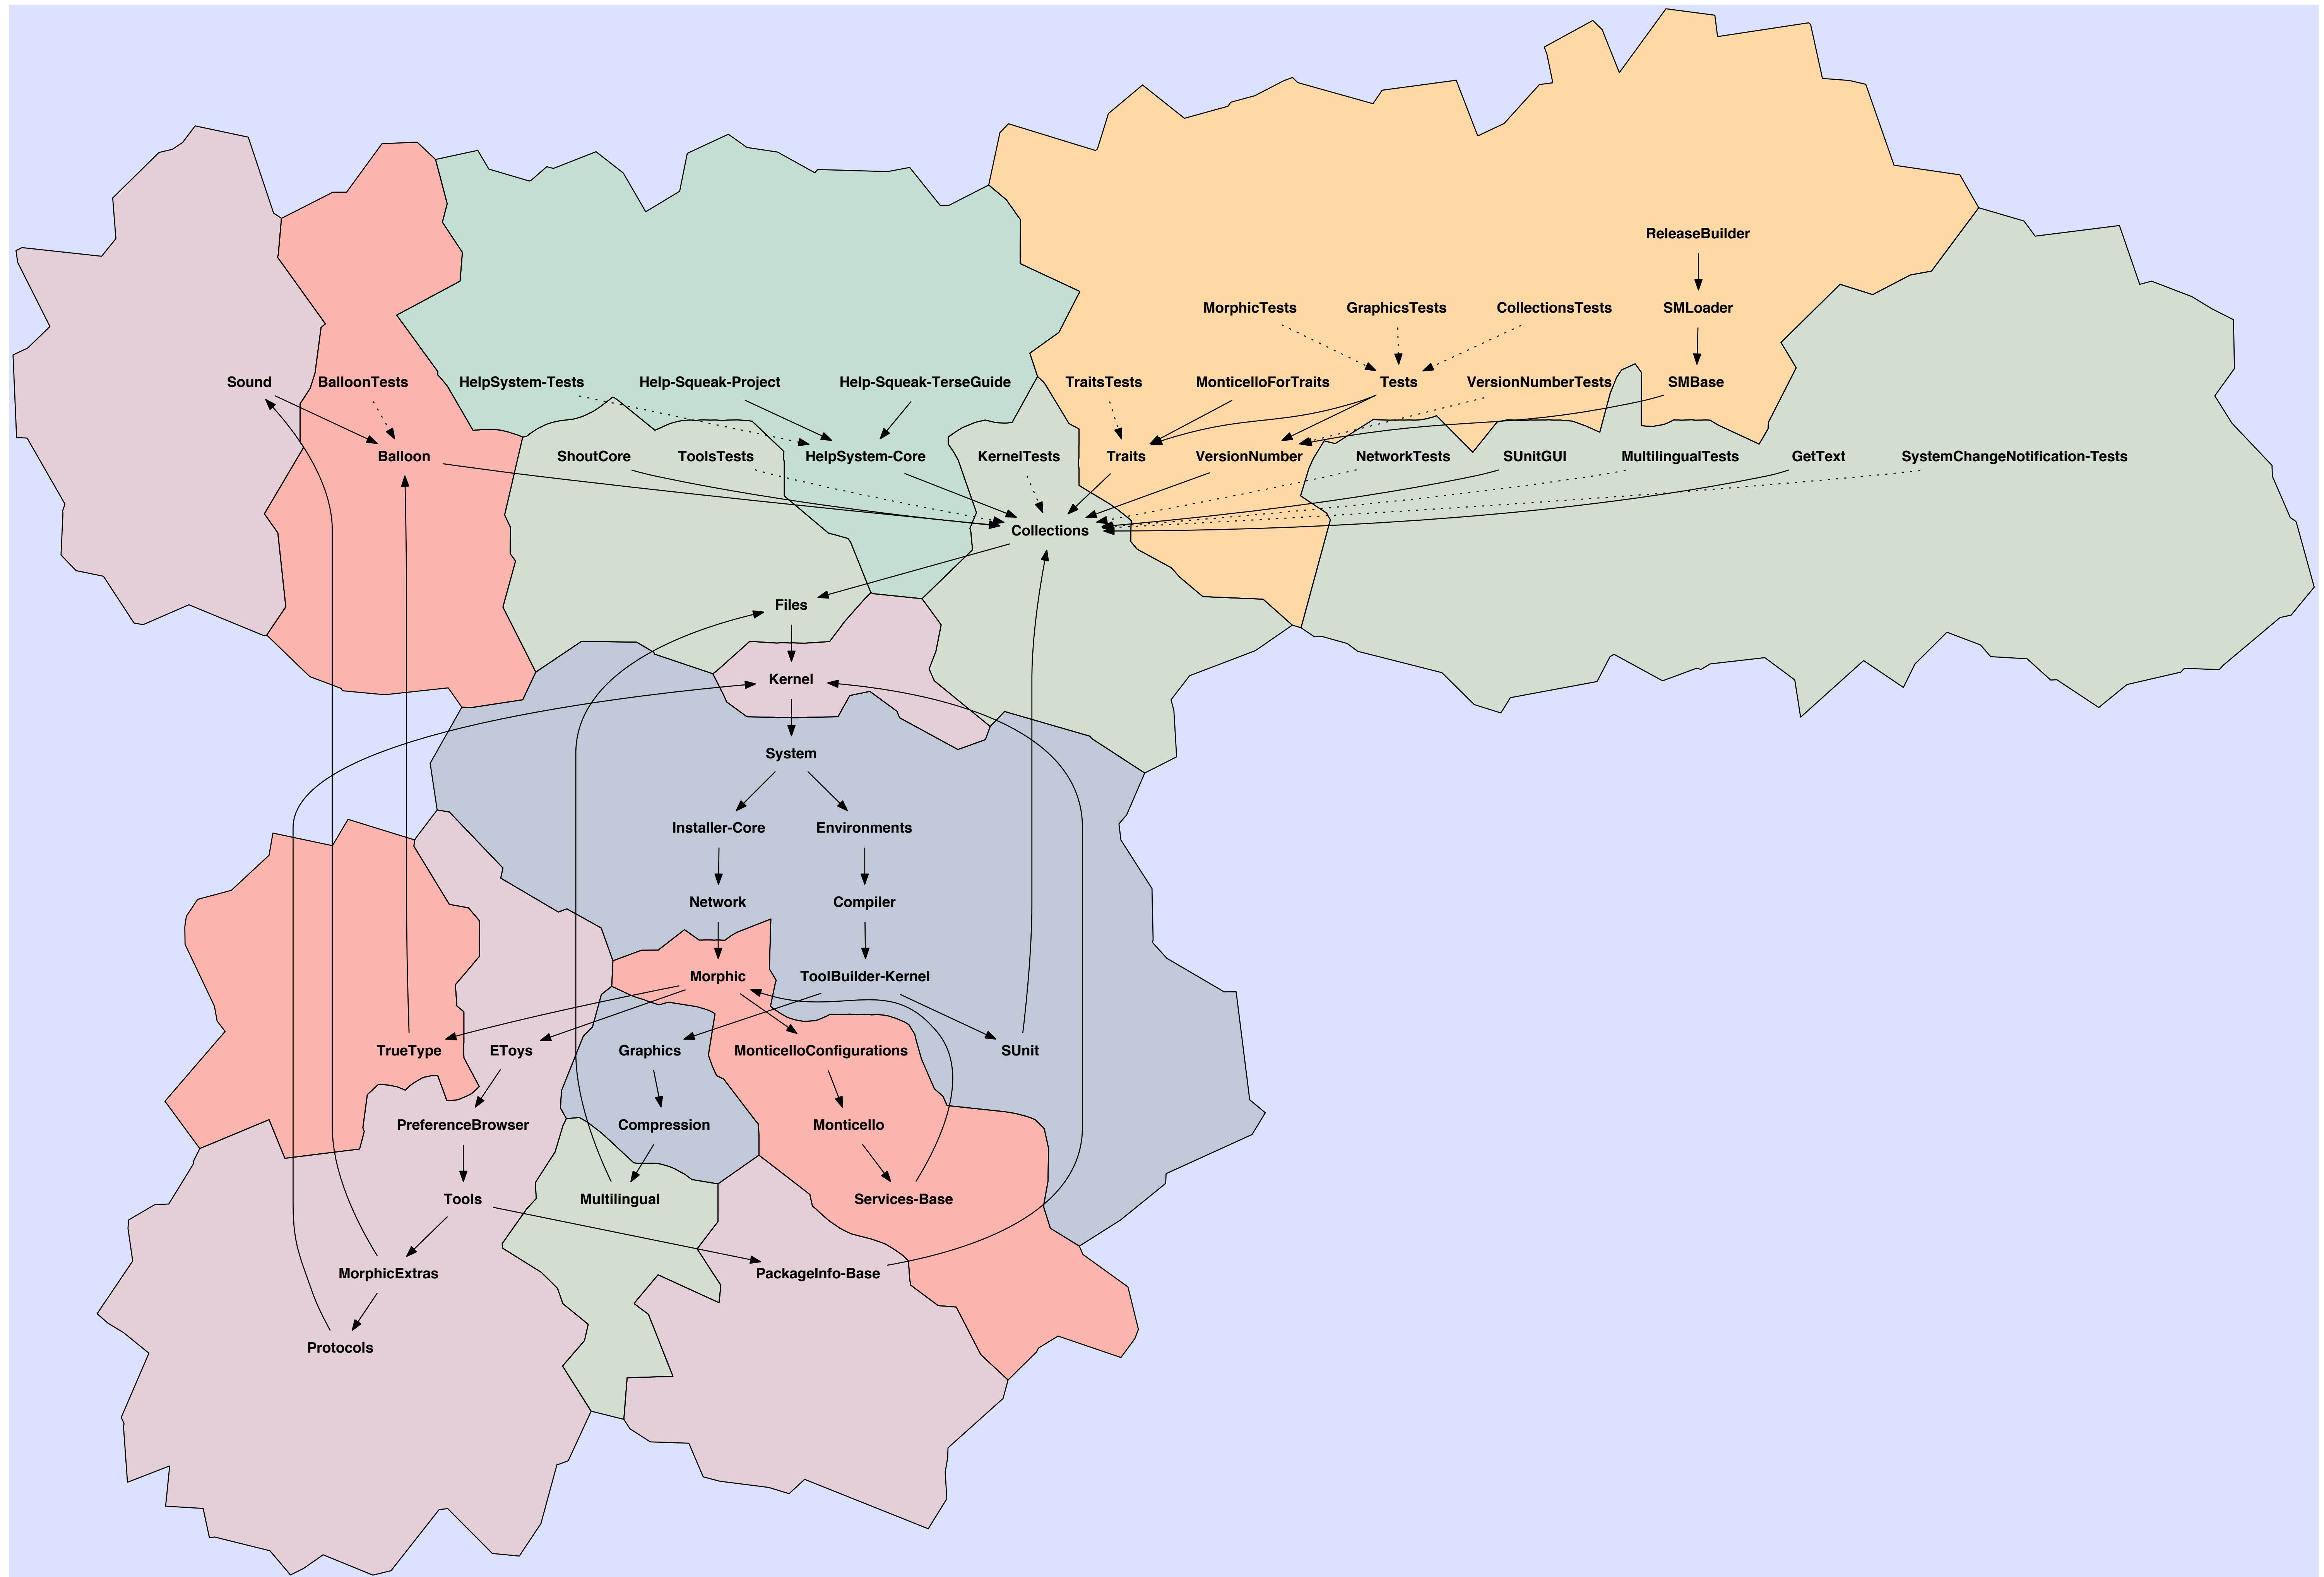 ReleaseBuilder
MorphicTests GraphicsTests CollectionsTests SMLoader
Sound BalloonTests HelpSystem-Tests Help-Squeak-Project Help-Squeak-TerseGuide TraitsTests MonticelloForTraits Tests VersionNumberTests SMBase
Balloon ShoutCore ToolsTests HelpSystem-Core KernelTests Traits VersionNumber NetworkTests SUnitGUI MultilingualTests GetText SystemChangeNotification-Tests
Collections
Files
Kernel
System
Installer-Core Environments
Network Compiler
Morphic ToolBuilder-Kernel
TrueType EToys Graphics MonticelloConfigurations SUnit
PreferenceBrowser Compression Monticello
Tools Multilingual Services-Base
MorphicExtras PackageInfo-Base
Protocols